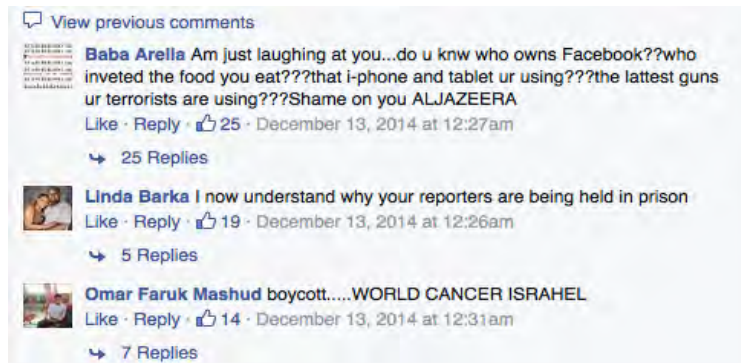 View previous comments
Baba Arella Am just laughing at you...do u knw who owns Facebook??who
inveted the food you eat???that i-phone and tablet ur using???the lattest guns
ur terrorists are using???Shame on you ALJAZEERA
Like · Reply · 25 · December 13, 2014 at 12:27am
25 Replies
Linda Barka I now understand why your reporters are being held in prison
Like · Reply · 19 · December 13, 2014 at 12:26am
5 Replies
Omar Faruk Mashud boycott.....WORLD CANCER ISRAHEL
Like · Reply · 14 · December 13, 2014 at 12:31am
7 Replies